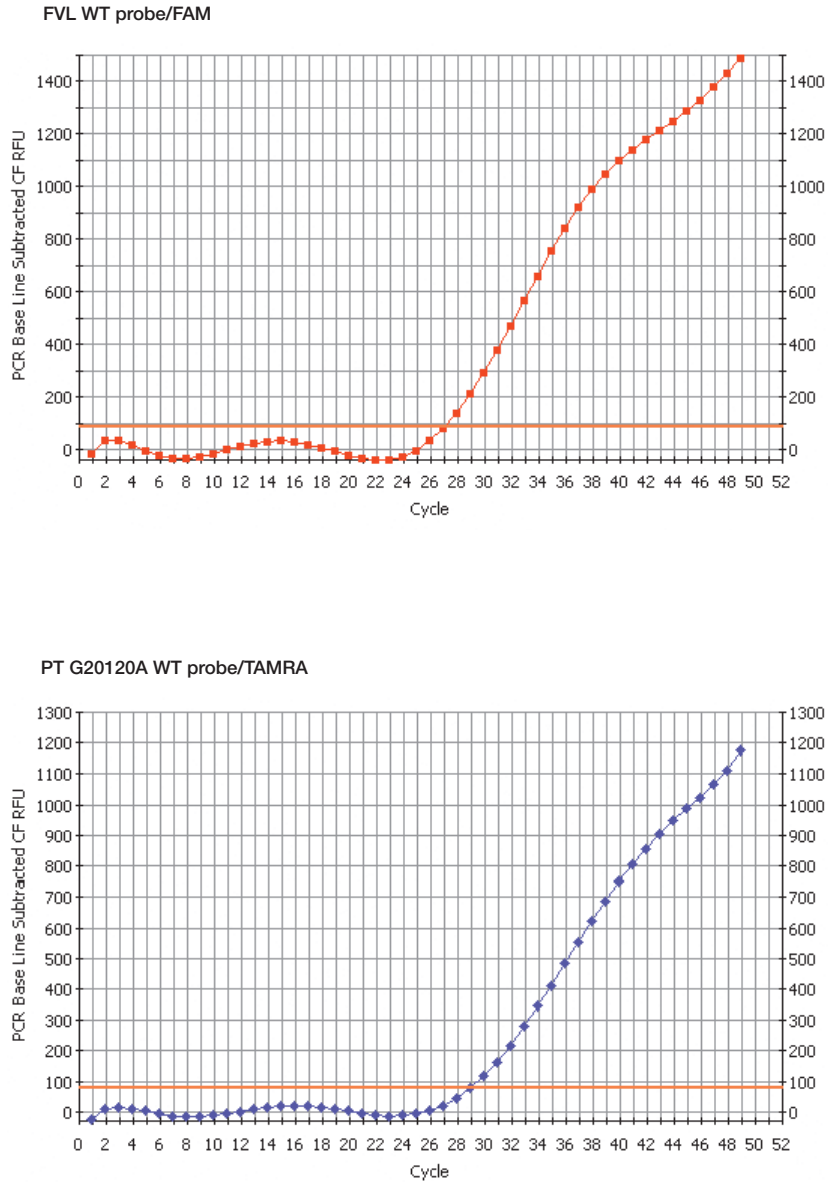 FVL WT probe/FAM
PCR Base Line Subtracted CF RFU
1400 1400
1200 1200
1000 1000
800 800
600 600
400 400
200 200
0 0
0 2 4 6 8 10 12 14 16 18 20 22 24 26 28 30 32 34 36 38 40 42 44 46 48 50 52
Cycle
PT G20120A WT probe/TAMRA
PCR Base Line Subtracted CF RFU
1300 1300
1200 1200
1100 1100
1000 1000
900 900
800 800
700 700
600 600
500 500
400 400
300 300
200 200
100 100
0 0
0 2 4 6 8 10 12 14 16 18 20 22 24 26 28 30 32 34 36 38 40 42 44 46 48 50 52
Cycle